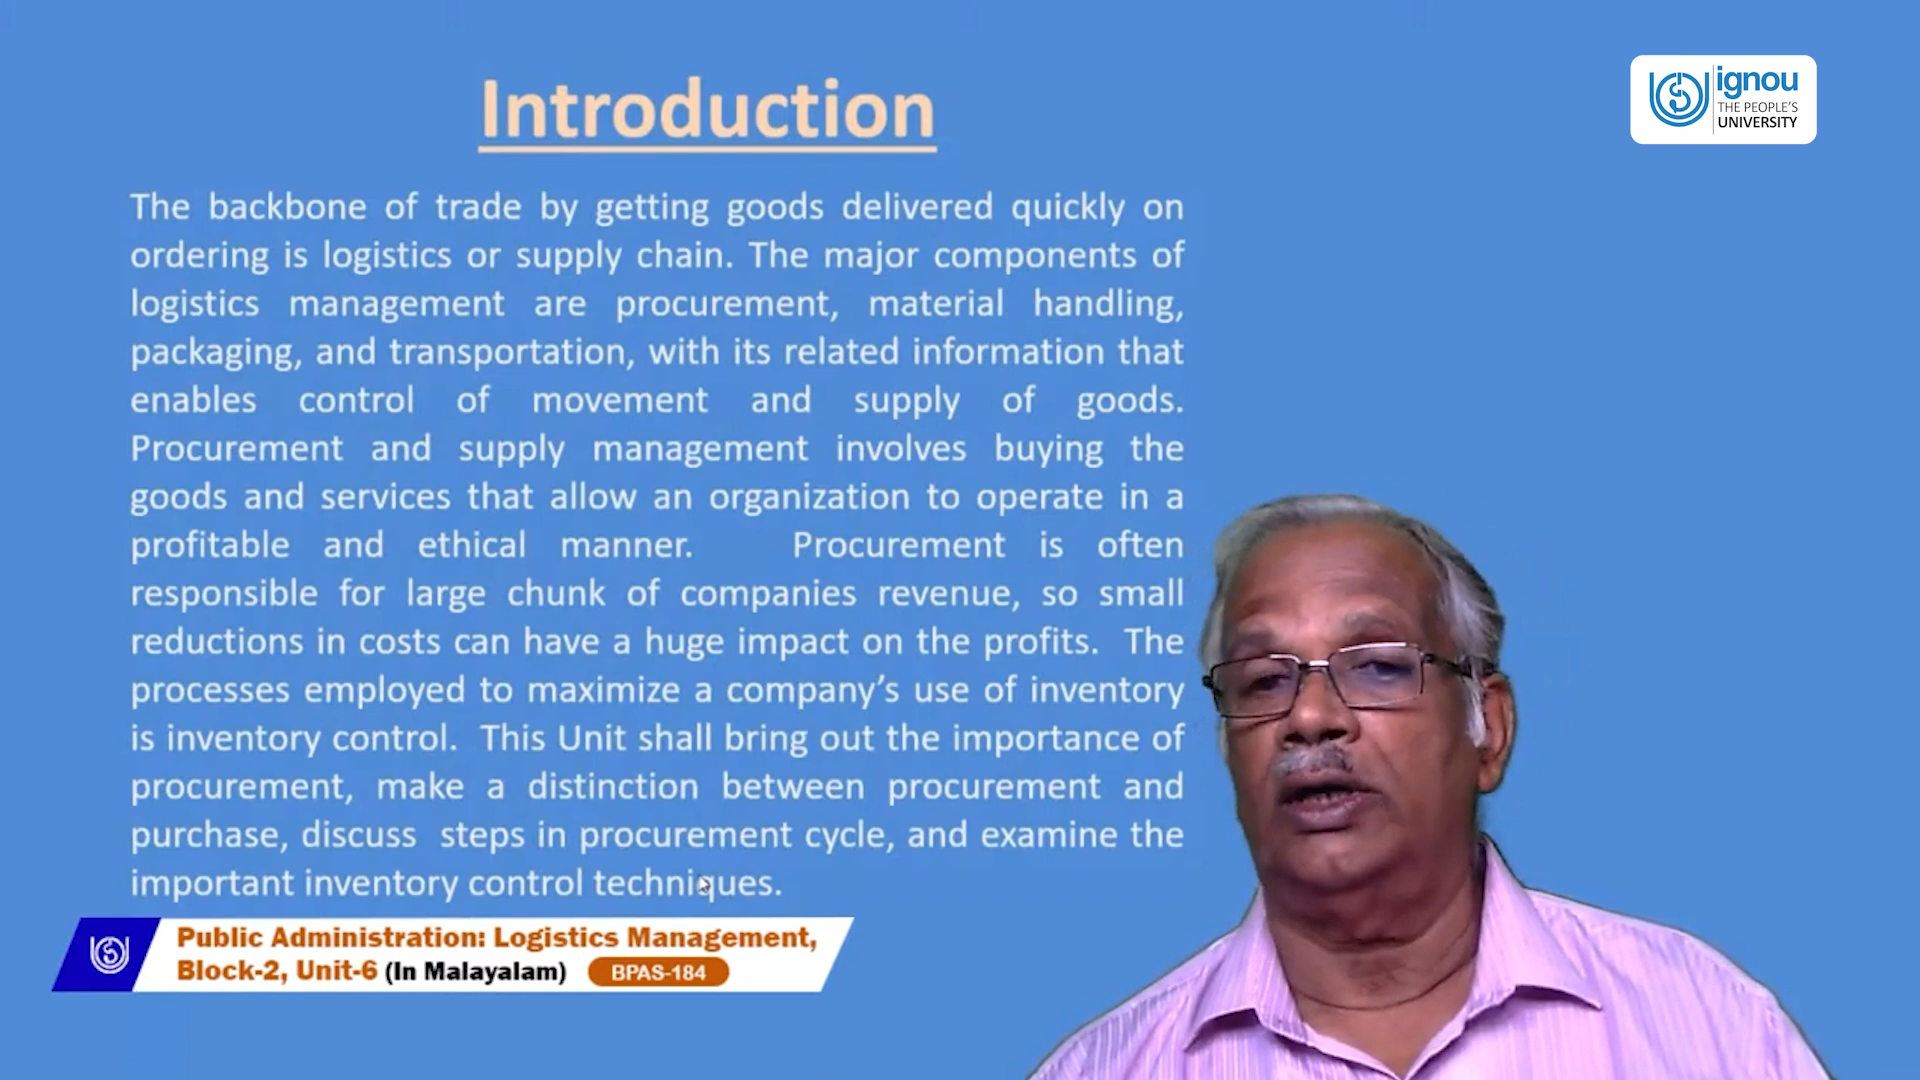 Introduction
ignou
THE PEOPLE'S
UNIVERSITY
The backbone of trade by getting goods delivered quickly on
ordering is logistics or supply chain. The major components of
logistics management are procurement, material handling,
packaging, and transportation, with its related information that
enables control of movement and supply of goods.
Procurement and supply management involves buying the
goods and services that allow an organization to operate in a
profitable and ethical manner. Procurement is often
responsible for large chunk of companies revenue, so small
reductions in costs can have a huge impact on the profits. The
processes employed to maximize a company’s use of inventory
is inventory control. This Unit shall bring out the importance of
procurement, make a distinction between procurement and
purchase, discuss steps in procurement cycle, and examine the
important inventory control techniques.
Public Administration: Logistics Management,
Block-2, Unit-6 (In Malayalam) BPAS-184